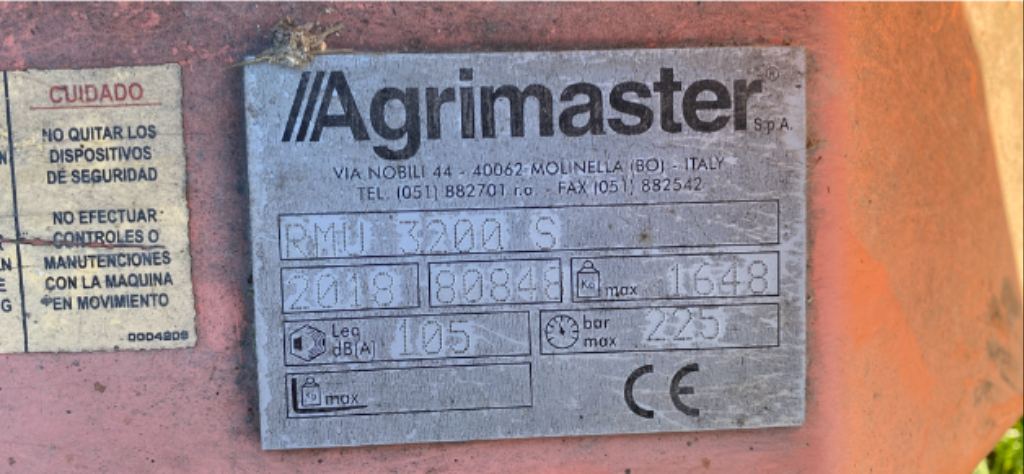 CUIDADO
NO QUITAR LOS
DISPOSITIVOS
DE SEGURIDAD
NO EFECTUAR
CONTROLES O
MANUTENCIONES
CON LA MAQUINA
EN MOVIMIENTO
0004209
Agrimaster®
S.p.A.
VIA NOBILI 44 - 40062 MOLINELLA (BO) - ITALY
TEL. (051) 882701 r.a. - FAX (051) 882542
RMU 3200 S
2018 80848 Kg max 1648
Leq dB(A) 105 bar max 225
Kg max
CE